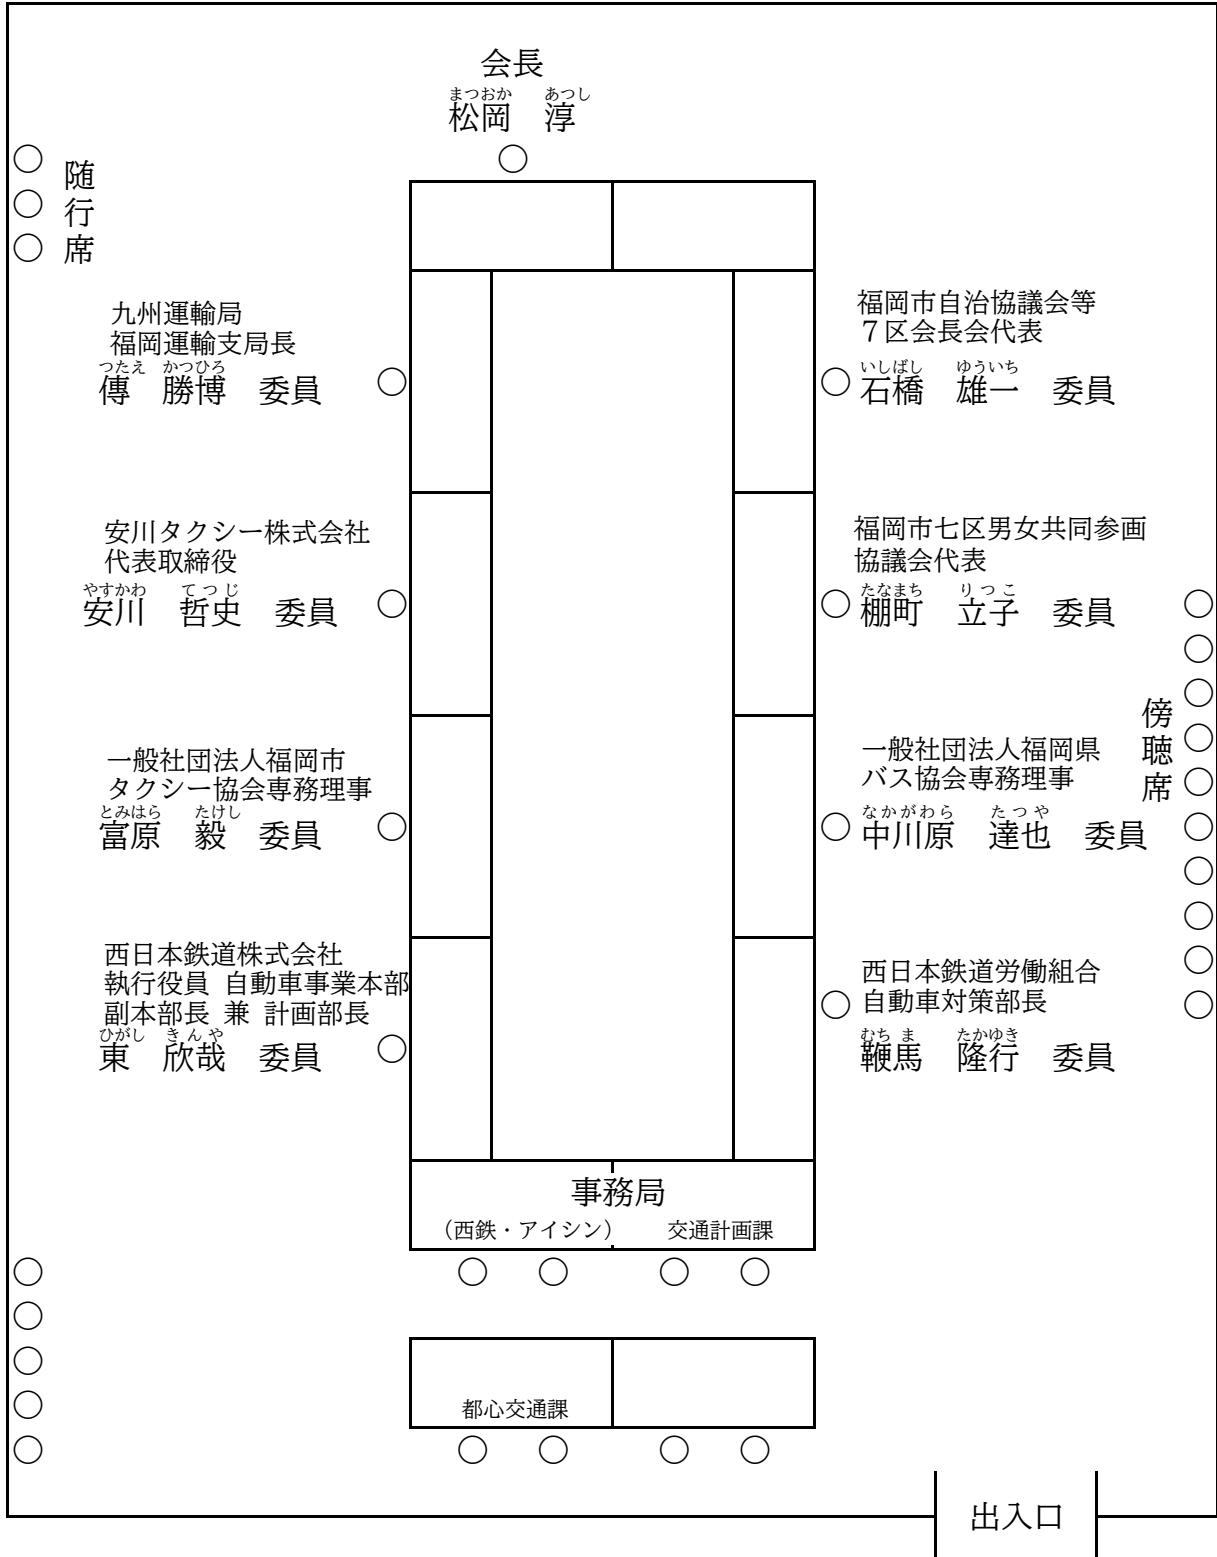 会長
まつおか　あつし
松岡　淳
随行席
九州運輸局
福岡運輸支局長
つたえ　かつひろ
傳　勝博　委員
安川タクシー株式会社
代表取締役
やすかわ　てつじ
安川　哲史　委員
一般社団法人福岡市
タクシー協会専務理事
とみはら　たけし
富原　毅　委員
西日本鉄道株式会社
執行役員 自動車事業本部
副本部長 兼 計画部長
ひがし　きんや
東　欣哉　委員
福岡市自治協議会等
７区会長会代表
いしばし　ゆういち
石橋　雄一　委員
福岡市七区男女共同参画
協議会代表
たなまち　りつこ
棚町　立子　委員
一般社団法人福岡県
バス協会専務理事
なかがわら　たつや
中川原　達也　委員
西日本鉄道労働組合
自動車対策部長
むちま　たかゆき
鞭馬　隆行　委員
傍聴席
事務局
（西鉄・アイシン）　交通計画課
都心交通課
出入口